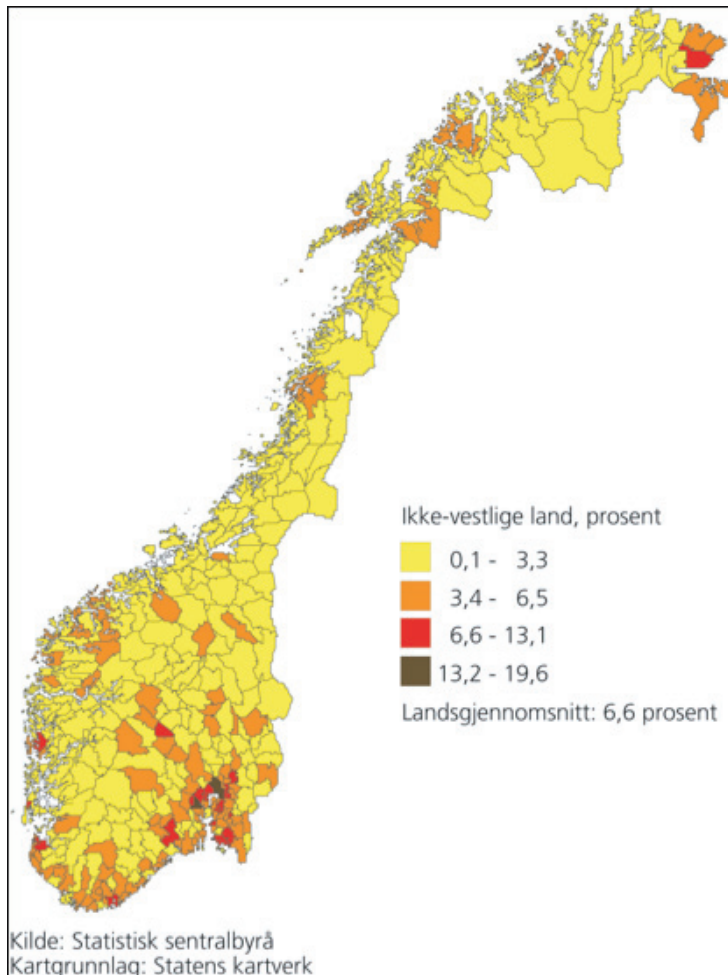 Ikke-vestlige land, prosent
0,1 - 3,3
3,4 - 6,5
6,6 - 13,1
13,2 - 19,6
Landsgjennomsnitt: 6,6 prosent
Kilde: Statistisk sentralbyrå
Kartgrunnlag: Statens kartverk